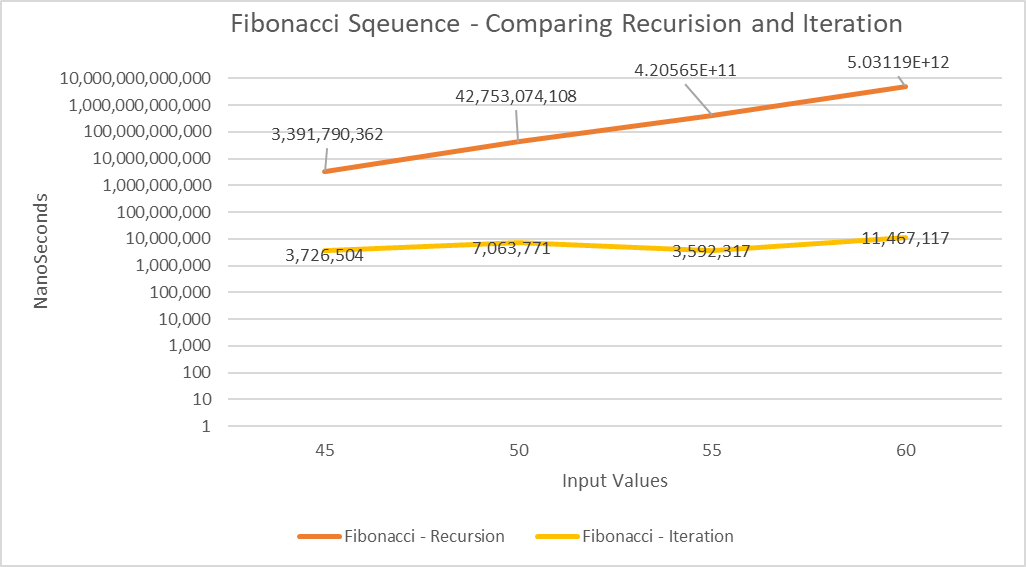 Fibonacci Sqeuence - Comparing Recurision and Iteration
10,000,000,000,000
1,000,000,000,000
100,000,000,000
10,000,000,000
1,000,000,000
100,000,000
10,000,000
1,000,000
100,000
10,000
1,000
100
10
1
NanoSeconds
3,391,790,362
42,753,074,108
4.20565E+11
5.03119E+12
3,726,504
7,063,771
3,592,317
11,467,117
45 50 55 60
Input Values
Fibonacci - Recursion Fibonacci - Iteration